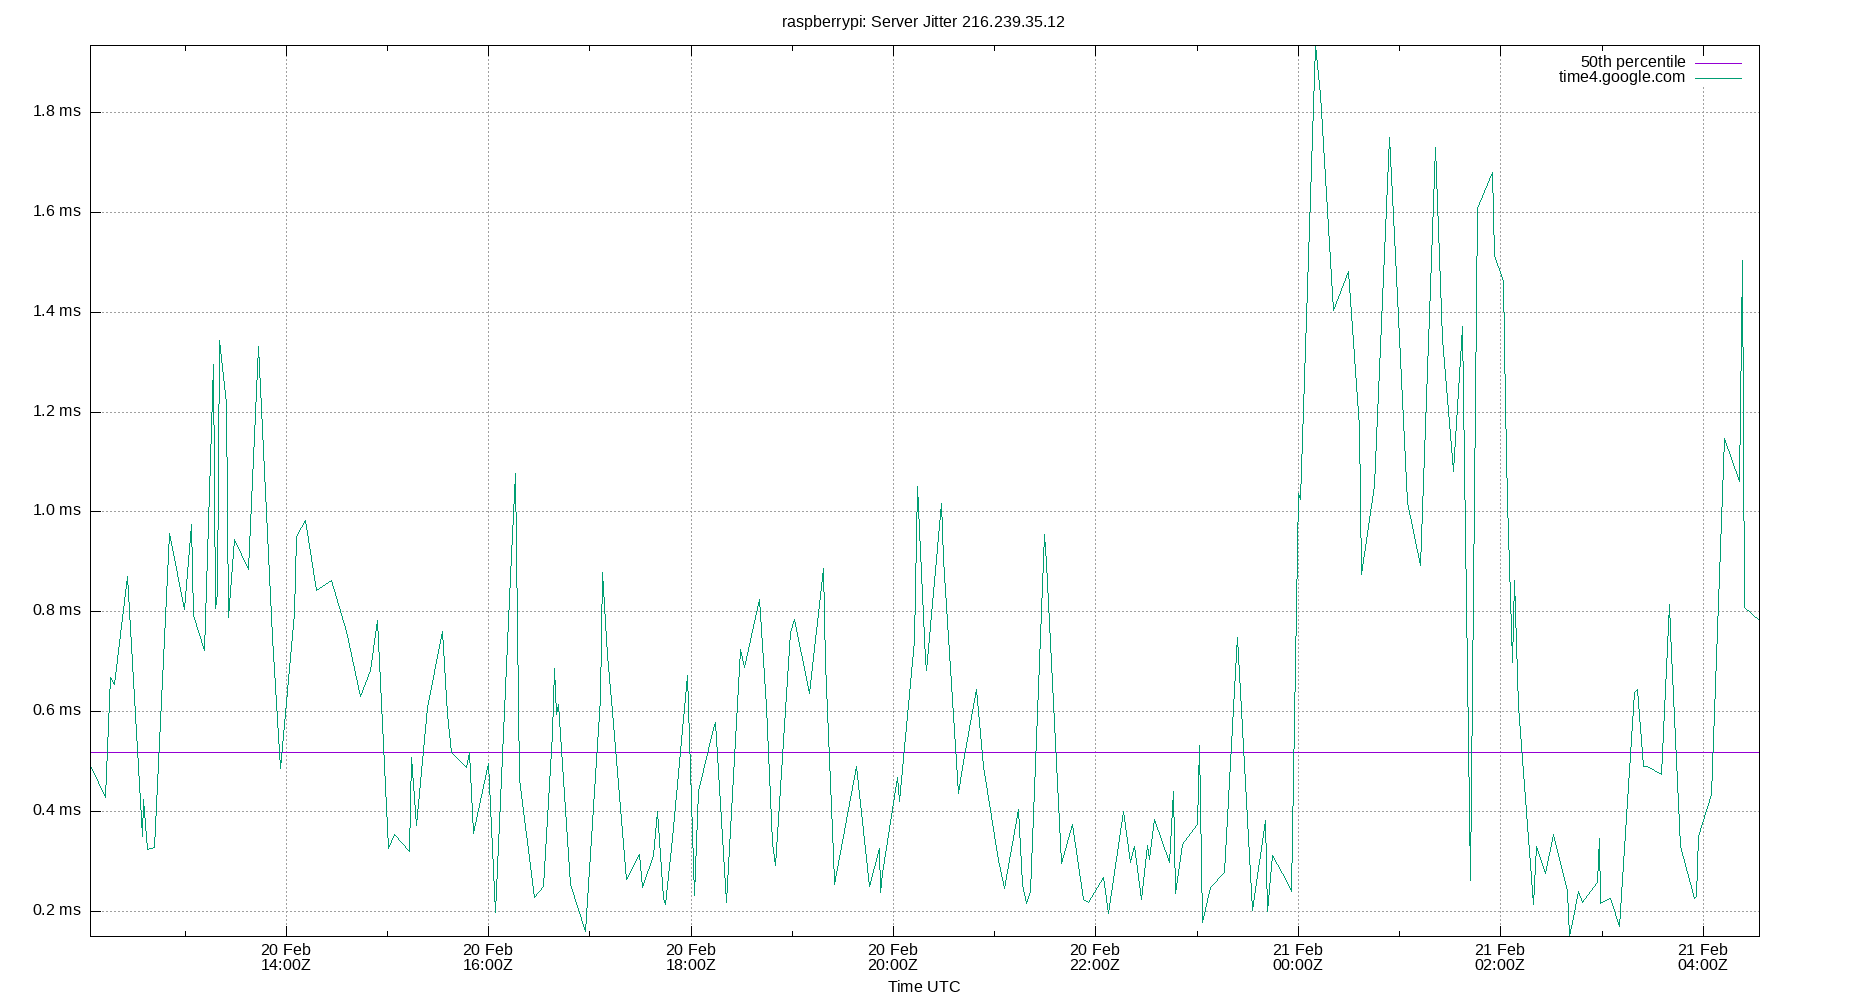 raspberrypi: Server Jitter 216.239.35.12
50th percentile
time4.google.com
1.8 ms
1.6 ms
1.4 ms
1.2 ms
1.0 ms
0.8 ms
0.6 ms
0.4 ms
0.2 ms
20 Feb 20 Feb 20 Feb 20 Feb 20 Feb 21 Feb 21 Feb 21 Feb
14:00Z 16:00Z 18:00Z 20:00Z 22:00Z 00:00Z 02:00Z 04:00Z
Time UTC